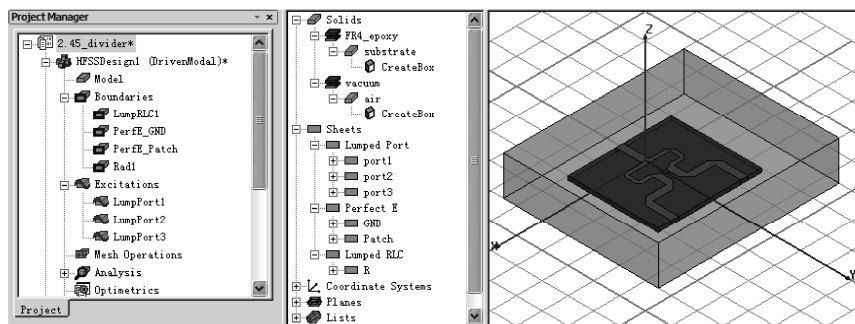 Project Manager
2.45_divider*
HFSSDesign1 (DrivenModal)*
Model
Boundaries
LumpRLC1
PerfE_GND
PerfE_Patch
Rad1
Excitations
LumpPort1
LumpPort2
LumpPort3
Mesh Operations
Analysis
Optimetrics
Project
Solids
FR4_epoxy
substrate
CreateBox
vacuum
air
CreateBox
Sheets
Lumped Port
port1
port2
port3
Perfect E
GND
Patch
Lumped RLC
R
Coordinate Systems
Planes
Lists
Z
X
Y